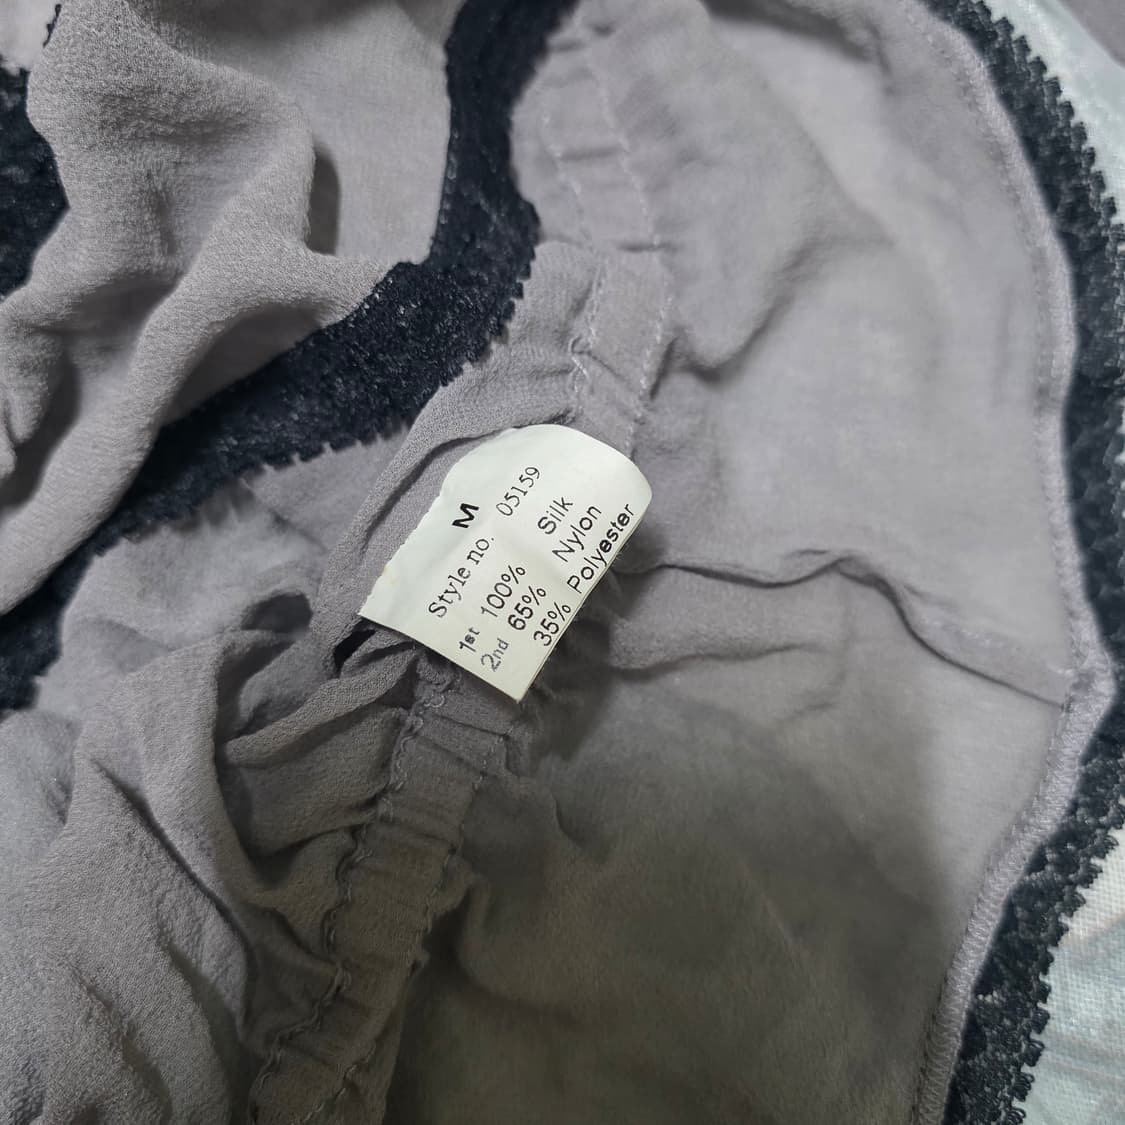 M
Style no. 05159
1st 100% Silk
2nd 65% Nylon
35% Polyester